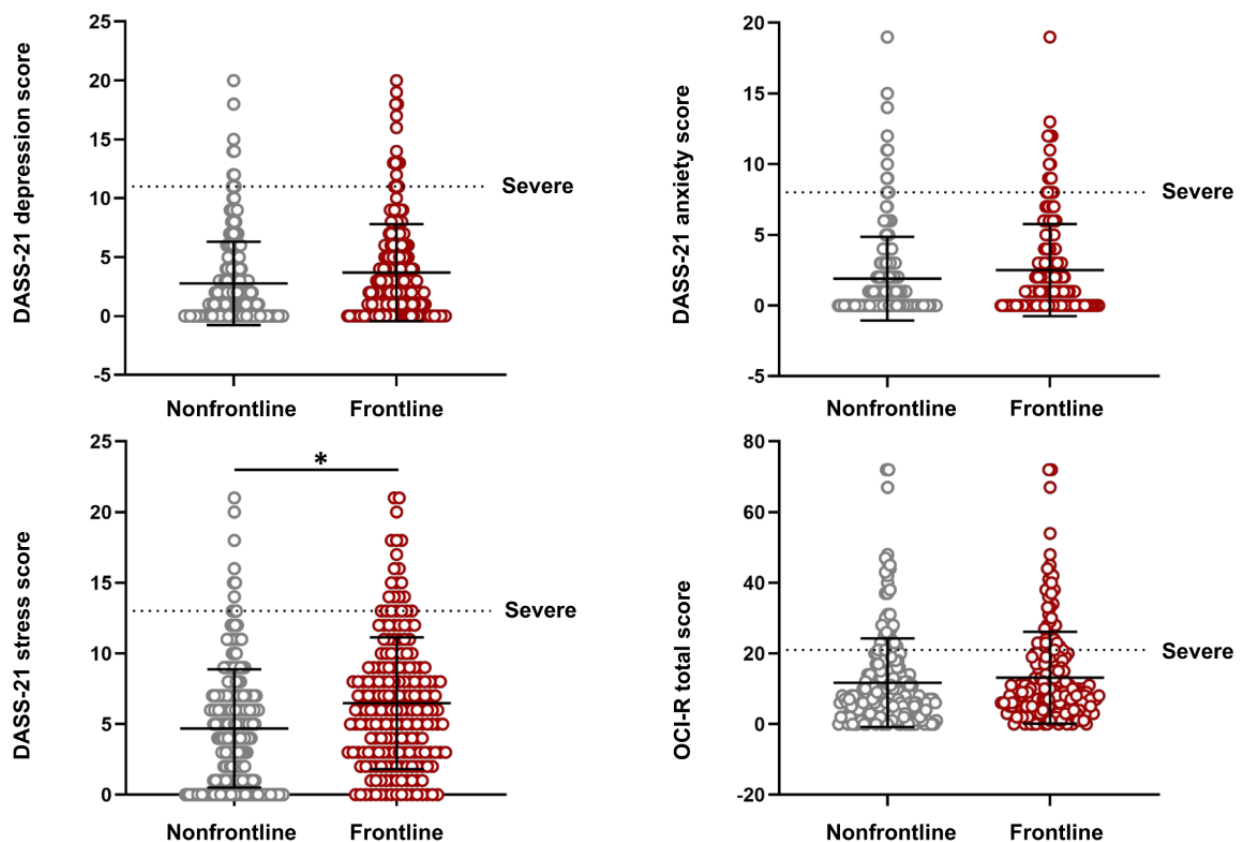 DASS-21 depression score
25
20
15
10
5
0
-5
Severe
Nonfrontline Frontline
DASS-21 anxiety score
20
15
10
5
0
-5
Severe
Nonfrontline Frontline
DASS-21 stress score
25
20
15
10
5
0
*
Severe
Nonfrontline Frontline
OCI-R total score
80
60
40
20
0
-20
Severe
Nonfrontline Frontline